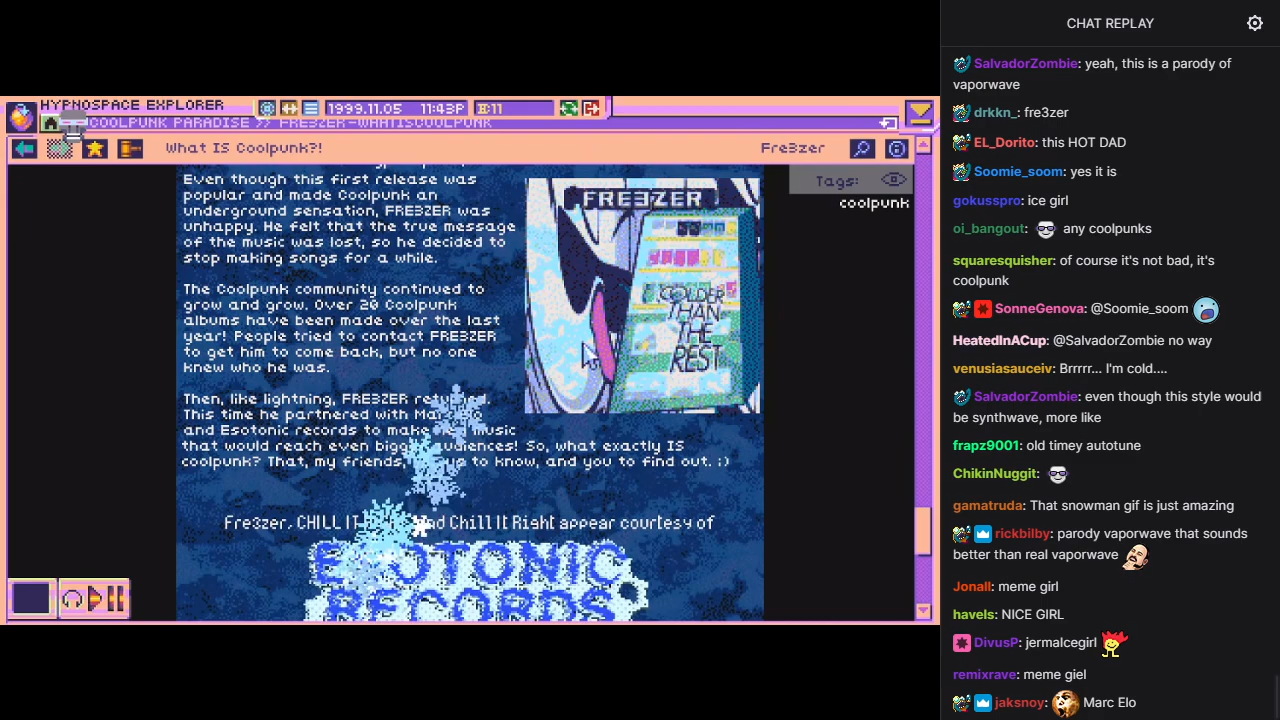 HYPNOSPACE EXPLORER
1999.11.05 11:43P
11
COOLPUNK PARADISE >> FRE3ZER-WHATISCOOLPUNK
What IS Coolpunk?!
Fre3zer
Tags:
coolpunk
Even though this first release was
popular and made Coolpunk an
underground sensation, FRE3ZER was
unhappy. He felt that the true message
of the music was lost, so he decided to
stop making songs for a while.
The Coolpunk community continued to
grow and grow. Over 20 Coolpunk
albums have been made over the last
year! People tried to contact FRE3ZER
to get him to come back, but no one
knew who he was.
Then, like lightning, FRE3ZER
This time he partnered with
and Esotonic records to make music
that would reach even audiences! So, what exactly IS
coolpunk? That, my friends, to know, and you to find out. :)
FRE3ZER
COLDER
THAN
THE
REST
Fre3zer, CHILL IT and Chill It Right appear courtesy of
ESOTONIC
RECORDS
CHAT REPLAY
SalvadorZombie: yeah, this is a parody of
vaporwave
drkkn_: fre3zer
EL_Dorito: this HOT DAD
Soomie_soom: yes it is
gokusspro: ice girl
oi_bangout: any coolpunks
squaresquisher: of course it's not bad, it's
coolpunk
SonneGenova: @Soomie_soom
HeatedInACup: @SalvadorZombie no way
venusiasauceiv: Brrrrr... I'm cold....
SalvadorZombie: even though this style would
be synthwave, more like
frapz9001: old timey autotune
ChikinNuggit:
gamatruda: That snowman gif is just amazing
rickbilby: parody vaporwave that sounds
better than real vaporwave
Jonall: meme girl
havels: NICE GIRL
DivusP: jermalcegirl
remixrave: meme giel
jaksnoy: Marc Elo